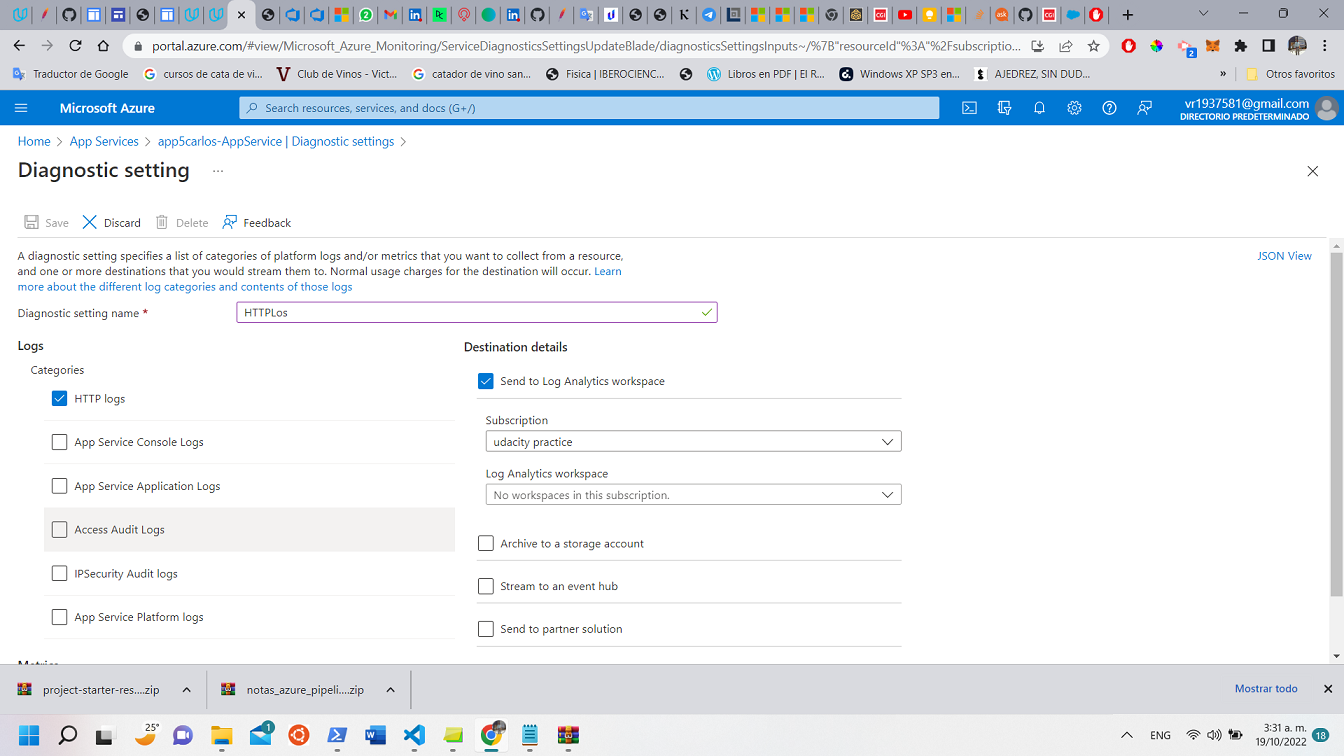 portal.azure.com/#view/Microsoft_Azure_Monitoring/ServiceDiagnosticsSettingsUpdateBlade/diagnosticsSettingsInputs~/%7B"resourceId"%3A"%2Fsubscriptio...
2
Traductor de Google
cursos de cata de vi...
Club de Vinos - Vict...
catador de vino san...
Fisica | IBEROCIENC...
Libros en PDF | El R...
Windows XP SP3 en...
AJEDREZ, SIN DUD...
»
Otros favoritos
Microsoft Azure
Search resources, services, and docs (G+/)
vr1937581@gmail.com
DIRECTORIO PREDETERMINADO
Home > App Services > app5carlos-AppService | Diagnostic settings >
Diagnostic setting ...
Save
Discard
Delete
Feedback
A diagnostic setting specifies a list of categories of platform logs and/or metrics that you want to collect from a resource,
and one or more destinations that you would stream them to. Normal usage charges for the destination will occur. Learn
more about the different log categories and contents of those logs
JSON View
Diagnostic setting name *
HTTPLos
Logs
Categories
HTTP logs
App Service Console Logs
App Service Application Logs
Access Audit Logs
IPSecurity Audit logs
App Service Platform logs
Metrics
Destination details
Send to Log Analytics workspace
Subscription
udacity practice
Log Analytics workspace
No workspaces in this subscription.
Archive to a storage account
Stream to an event hub
Send to partner solution
project-starter-res....zip
notas_azure_pipeli....zip
Mostrar todo
25°
1
ENG
3:31 a. m.
19/10/2022
18